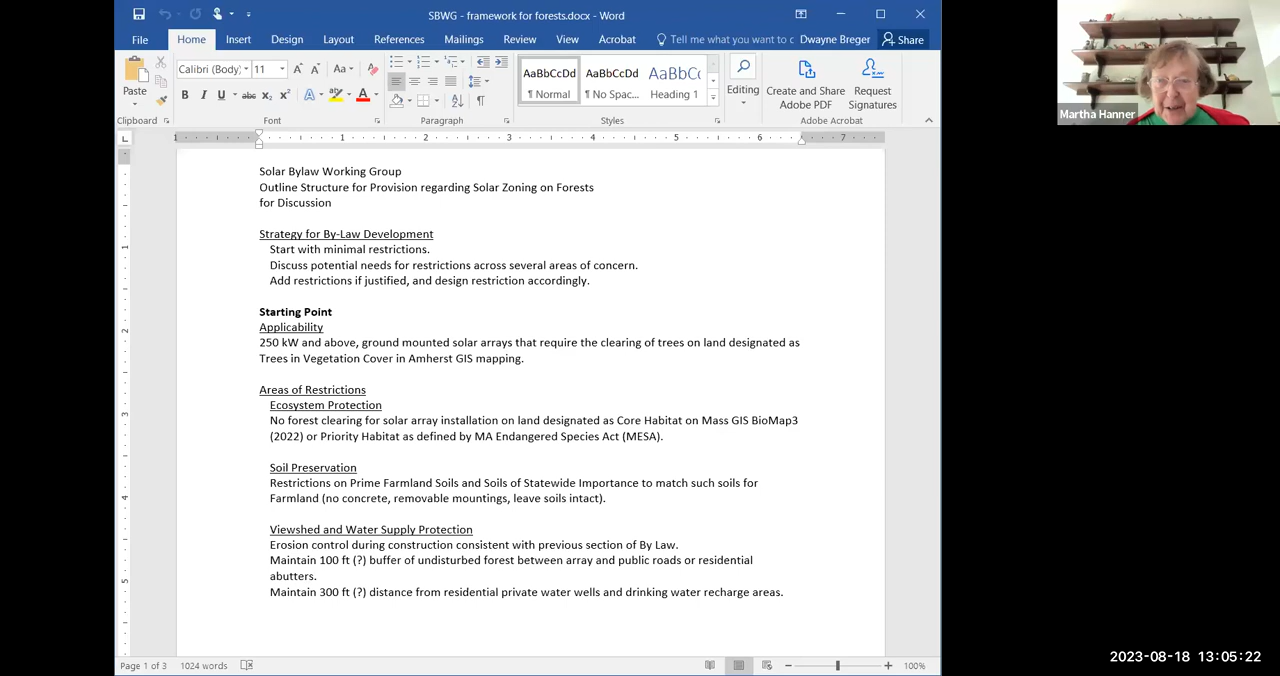 SBWG - framework for forests.docx - Word
File Home Insert Design Layout References Mailings Review View Acrobat Tell me what you want to c Dwayne Breger Share
Paste
Calibri (Body) 11
Aa
B I U abc X₂ X² A A
AaBbCcDd AaBbCcDd AaBbC
¶ Normal ¶ No Spac... Heading 1
Editing
Create and Share Adobe PDF
Request Signatures
Clipboard Font Paragraph Styles Adobe Acrobat
Martha Hanner
1 1 2 3 4 5 6 7
Solar Bylaw Working Group
Outline Structure for Provision regarding Solar Zoning on Forests
for Discussion
Strategy for By-Law Development
Start with minimal restrictions.
Discuss potential needs for restrictions across several areas of concern.
Add restrictions if justified, and design restriction accordingly.
Starting Point
Applicability
250 kW and above, ground mounted solar arrays that require the clearing of trees on land designated as
Trees in Vegetation Cover in Amherst GIS mapping.
Areas of Restrictions
Ecosystem Protection
No forest clearing for solar array installation on land designated as Core Habitat on Mass GIS BioMap3
(2022) or Priority Habitat as defined by MA Endangered Species Act (MESA).
Soil Preservation
Restrictions on Prime Farmland Soils and Soils of Statewide Importance to match such soils for
Farmland (no concrete, removable mountings, leave soils intact).
Viewshed and Water Supply Protection
Erosion control during construction consistent with previous section of By Law.
Maintain 100 ft (?) buffer of undisturbed forest between array and public roads or residential
abutters.
Maintain 300 ft (?) distance from residential private water wells and drinking water recharge areas.
Page 1 of 3 1024 words 100%
2023-08-18 13:05:22